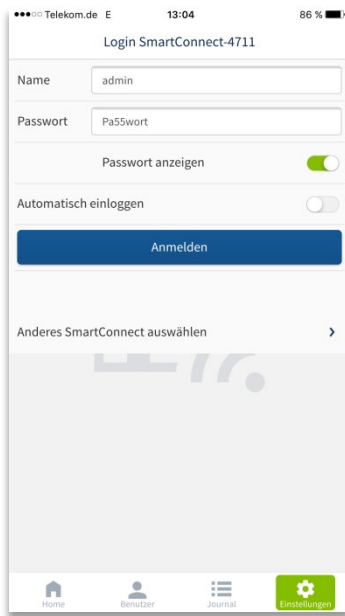 Telekom.de E 13:04 86 %
Login SmartConnect-4711
Name admin
Passwort Pa55wort
Passwort anzeigen
Automatisch einloggen
Anmelden
Anderes SmartConnect auswählen
Home Benutzer Journal Einstellungen